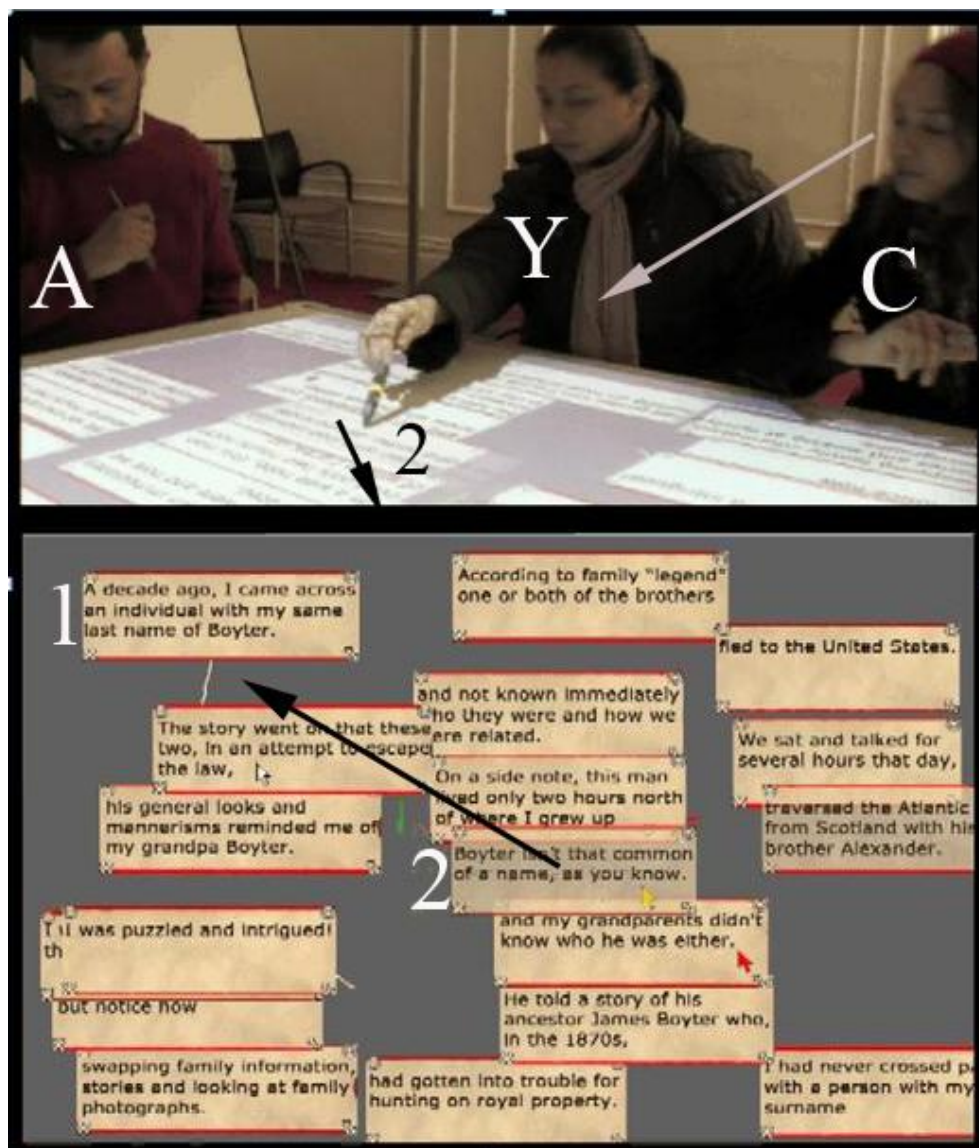 A
Y
C
2
1
A decade ago, I came across
an individual with my same
last name of Boyter.
According to family "legend"
one or both of the brothers
fled to the United States.
and not known immediately
ho they were and how we
ere related.
The story went on that these
two, in an attempt to escape
the law,
We sat and talked for
several hours that day,
On a side note, this man
lived only two hours north
of where I grew up
his general looks and
mannerisms reminded me of
my grandpa Boyter.
traversed the Atlantic
from Scotland with his
brother Alexander.
2
Boyter isn't that common
of a name, as you know.
and my grandparents didn't
know who he was either.
I was puzzled and intrigued!
th
but notice how
He told a story of his
ancestor James Boyter who,
in the 1870s,
swapping family information,
stories and looking at family
photographs.
had gotten into trouble for
hunting on royal property.
I had never crossed pa
with a person with my
surname